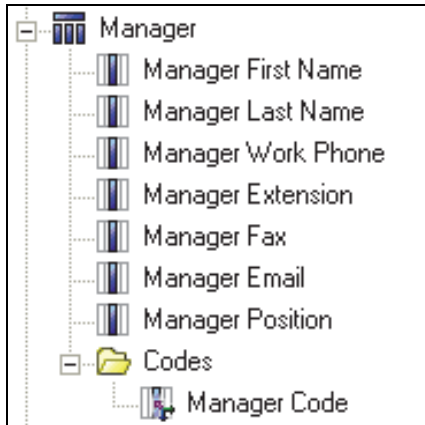 Manager
Manager First Name
Manager Last Name
Manager Work Phone
Manager Extension
Manager Fax
Manager Email
Manager Position
Codes
Manager Code